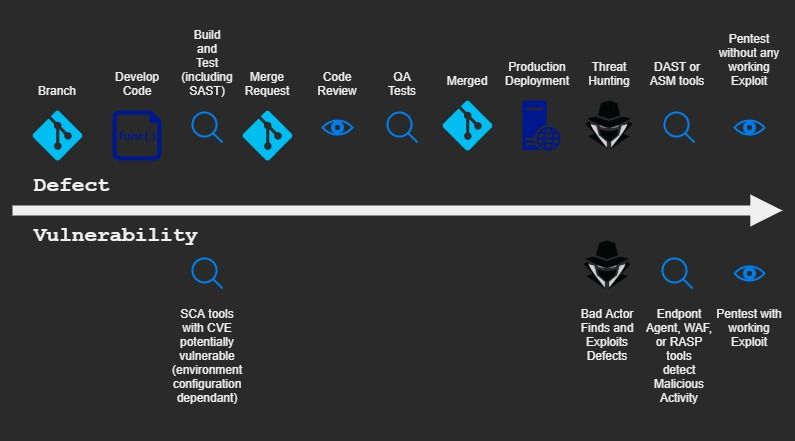 Branch
Develop
Code
Build
and
Test
(including
SAST)
Merge
Request
Code
Review
QA
Tests
Merged
Production
Deployment
Threat
Hunting
DAST or
ASM tools
Pentest
without any
working
Exploit
func( )
Defect
Vulnerability
SCA tools
with CVE
potentially
vulnerable
(environment
configuration
dependant)
Bad Actor
Finds and
Exploits
Defects
Endpont
Agent, WAF,
or RASP
tools
detect
Malicious
Activity
Pentest with
working
Exploit